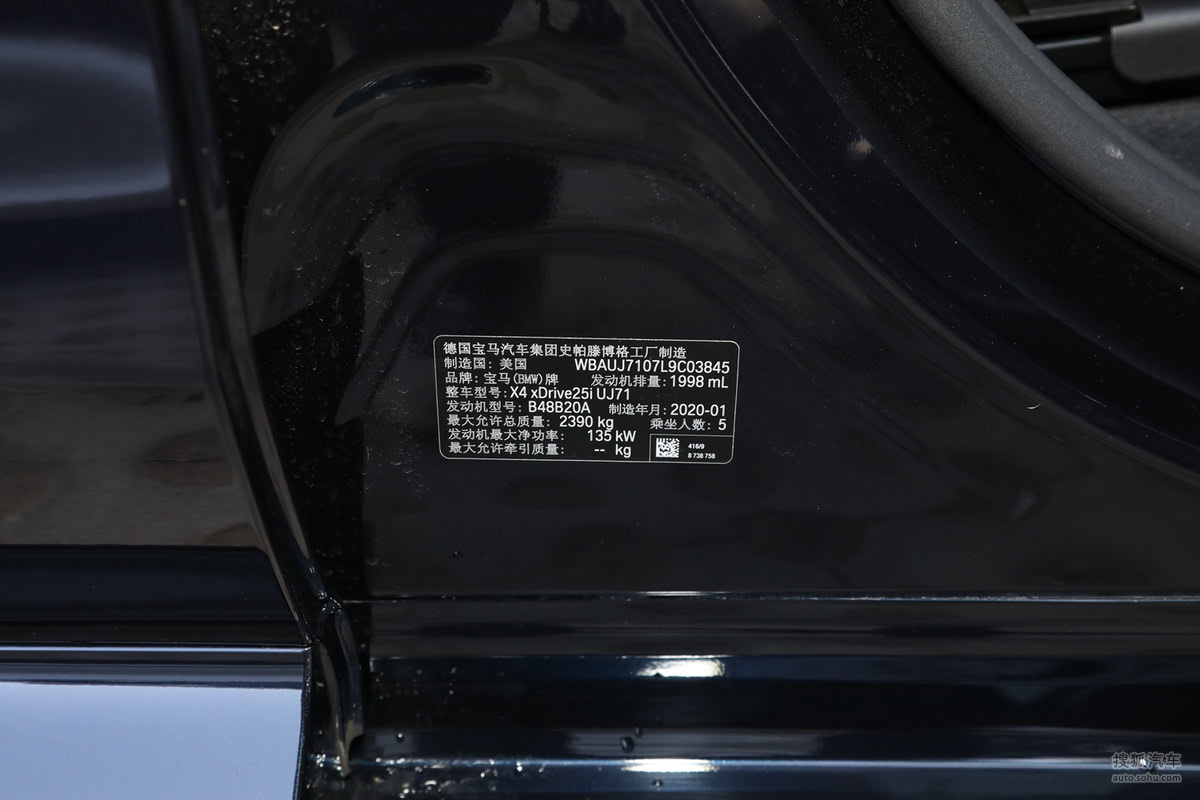 德国宝马汽车集团史帕滕博格工厂制造
制造国: 美国 WBAUJ7107L9C03845
品牌: 宝马(BMW)牌 发动机排量: 1998 mL
整车型号: X4 xDrive25i UJ71
发动机型号: B48B20A 制造年月: 2020-01
最大允许总质量: 2390 kg 乘坐人数: 5
发动机最大净功率: 135 kW
最大允许牵引质量: -- kg
416/9
8 738 758
搜狐汽车
auto.sohu.com